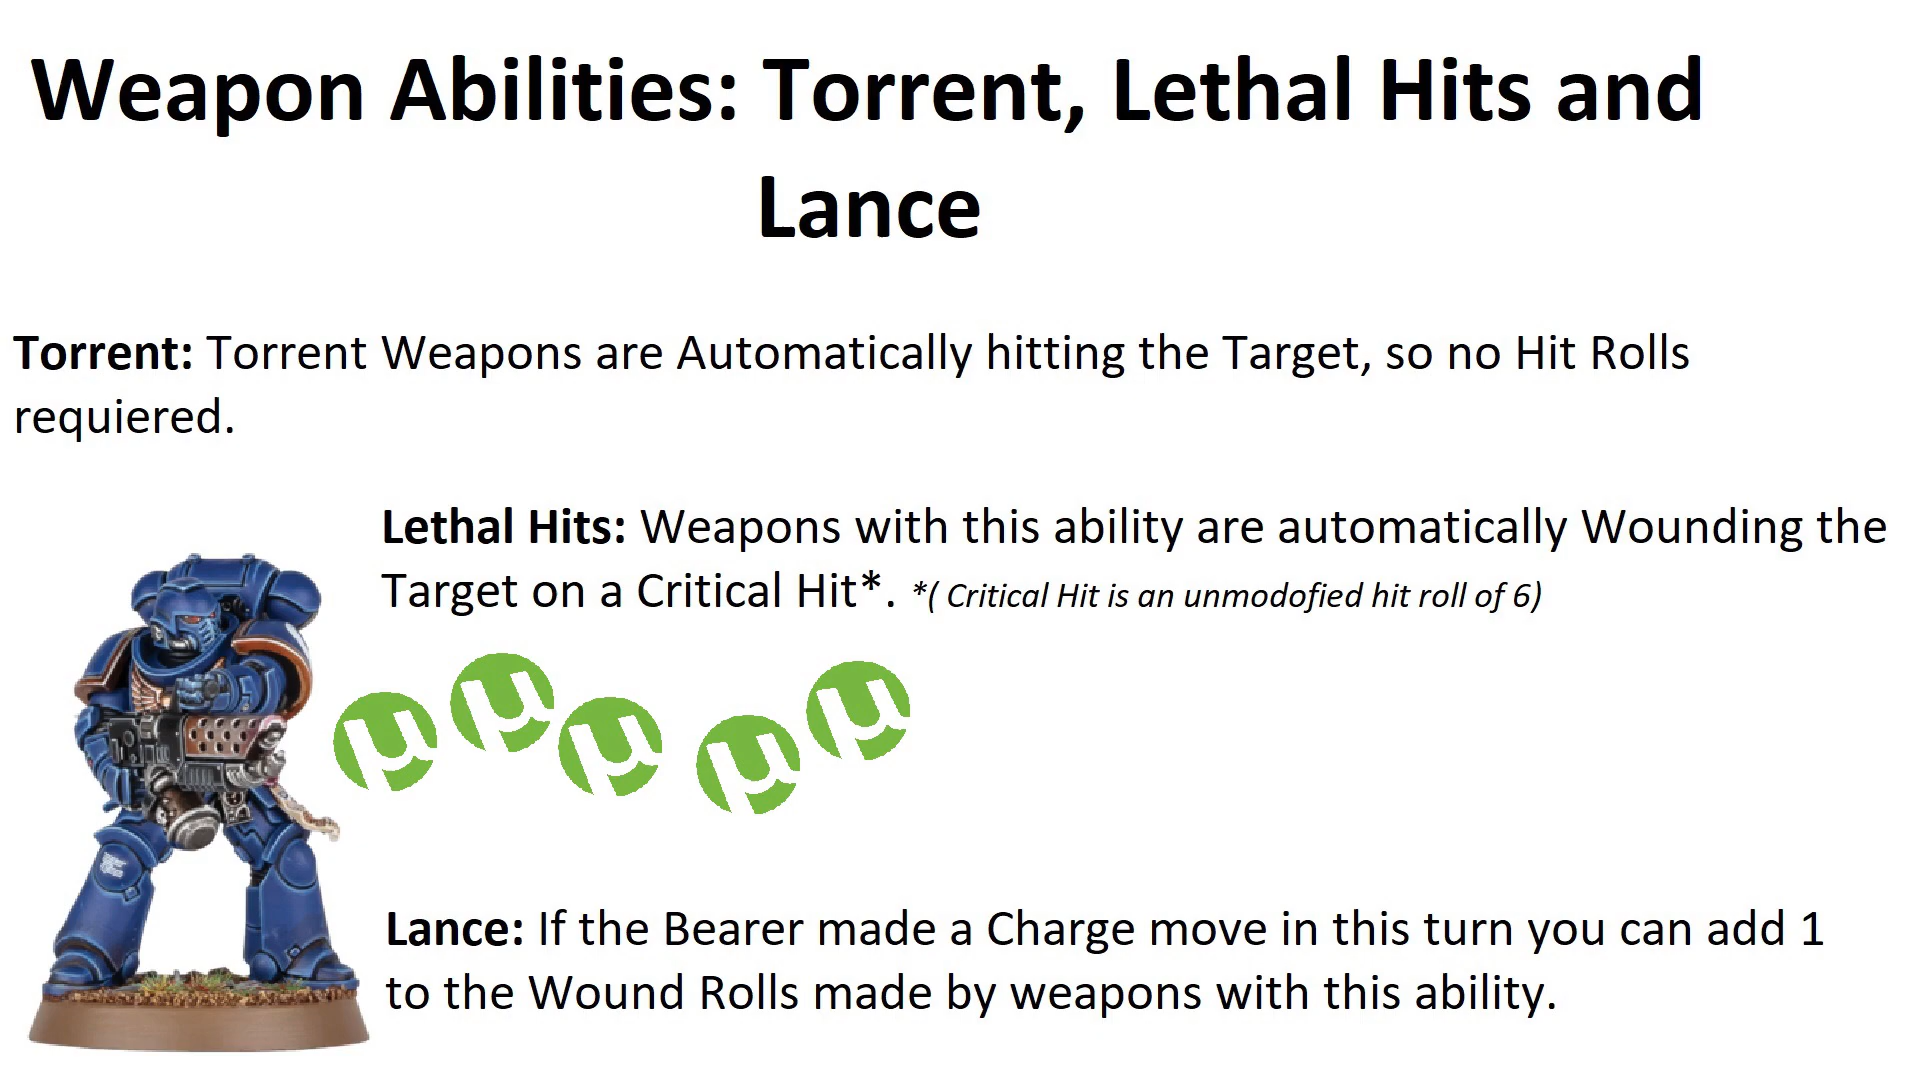 Weapon Abilities: Torrent, Lethal Hits and
Lance
Torrent: Torrent Weapons are Automatically hitting the Target, so no Hit Rolls
requiered.
Lethal Hits: Weapons with this ability are automatically Wounding the
Target on a Critical Hit*. *( Critical Hit is an unmodofied hit roll of 6)
µ µ µ µ µ
Lance: If the Bearer made a Charge move in this turn you can add 1
to the Wound Rolls made by weapons with this ability.